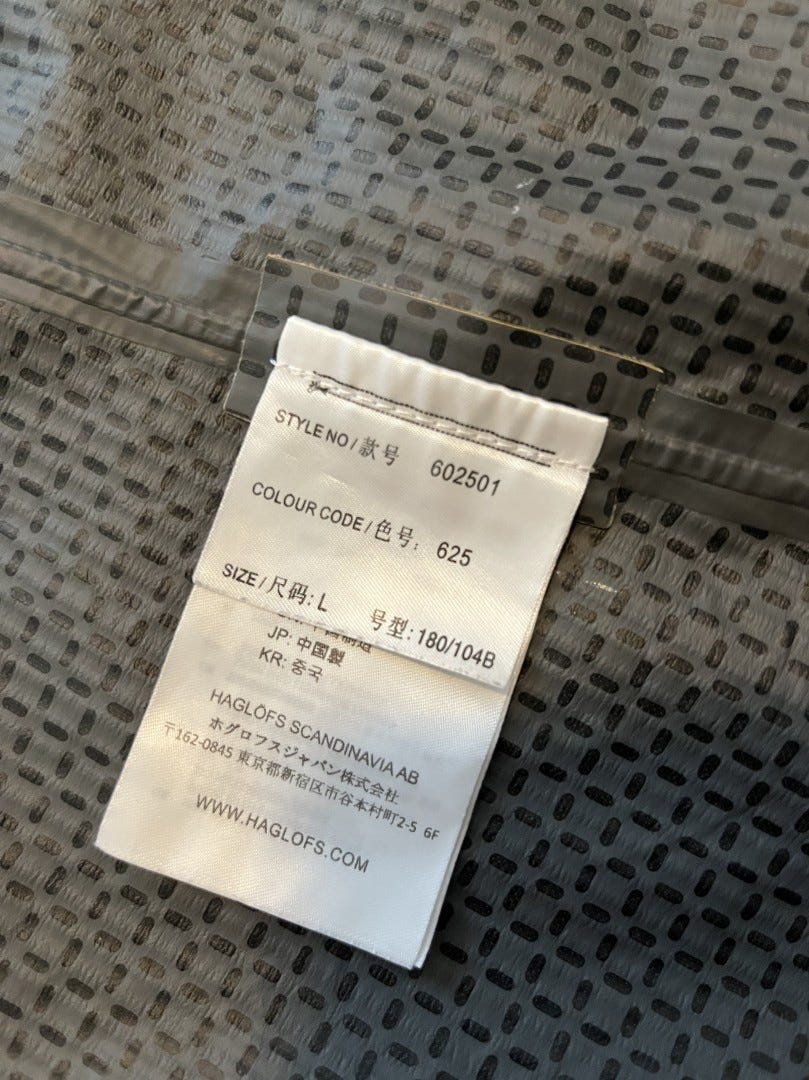 STYLE NO / 款号 602501
COLOUR CODE / 色号: 625
SIZE / 尺码: L 号型: 180/104B
JP: 中国製
KR: 중국
HAGLÖFS SCANDINAVIA AB
ホグロフスジャパン株式会社
〒162-0845 東京都新宿区市谷本村町2-5 6F
WWW.HAGLOFS.COM